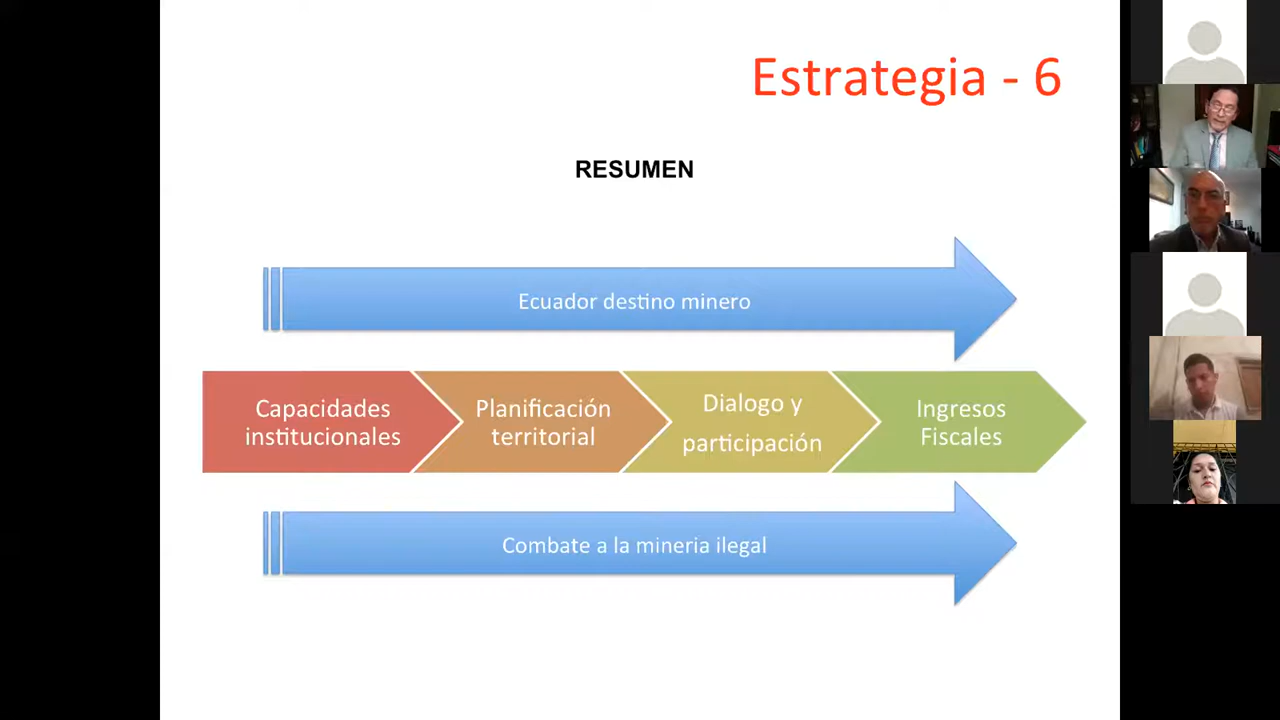 Estrategia - 6
RESUMEN
Ecuador destino minero
Capacidades
institucionales
Planificación
territorial
Dialogo y
participación
Ingresos
Fiscales
Combate a la mineria ilegal